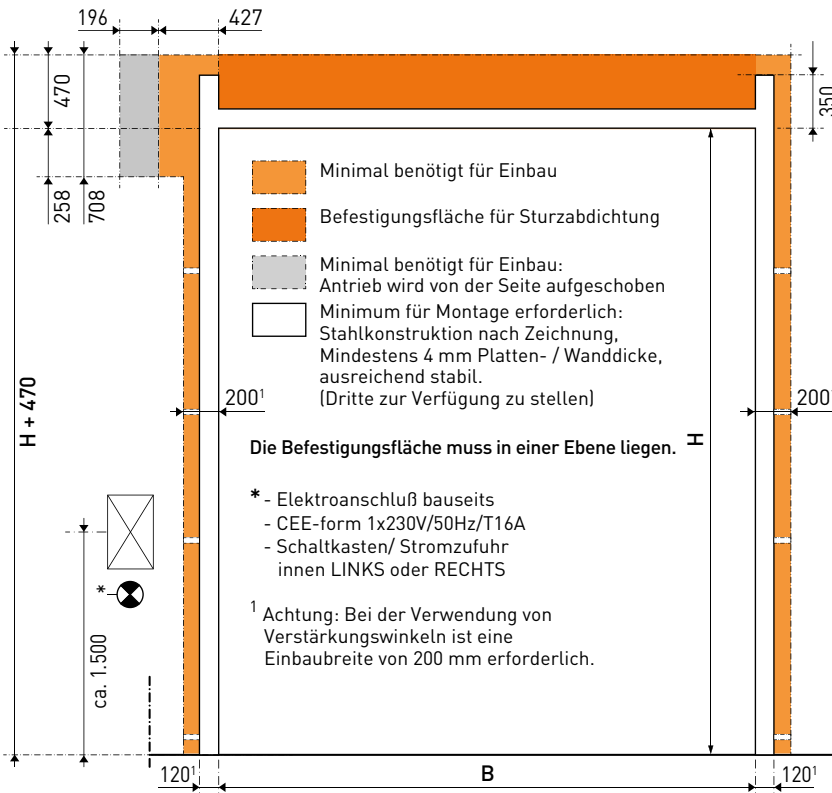 196
427
470
258
708
350
Minimal benötigt für Einbau
Befestigungsfläche für Sturzabdichtung
Minimal benötigt für Einbau:
Antrieb wird von der Seite aufgeschoben
Minimum für Montage erforderlich:
Stahlkonstruktion nach Zeichnung,
Mindestens 4 mm Platten- / Wanddicke,
ausreichend stabil.
(Dritte zur Verfügung zu stellen)
H + 470
200¹
200¹
Die Befestigungsfläche muss in einer Ebene liegen.
H
* - Elektroanschluß bauseits
- CEE-form 1x230V/50Hz/T16A
- Schaltkasten/ Stromzufuhr
innen LINKS oder RECHTS
*
¹ Achtung: Bei der Verwendung von
Verstärkungswinkeln ist eine
Einbaubreite von 200 mm erforderlich.
ca. 1.500
120¹
B
120¹